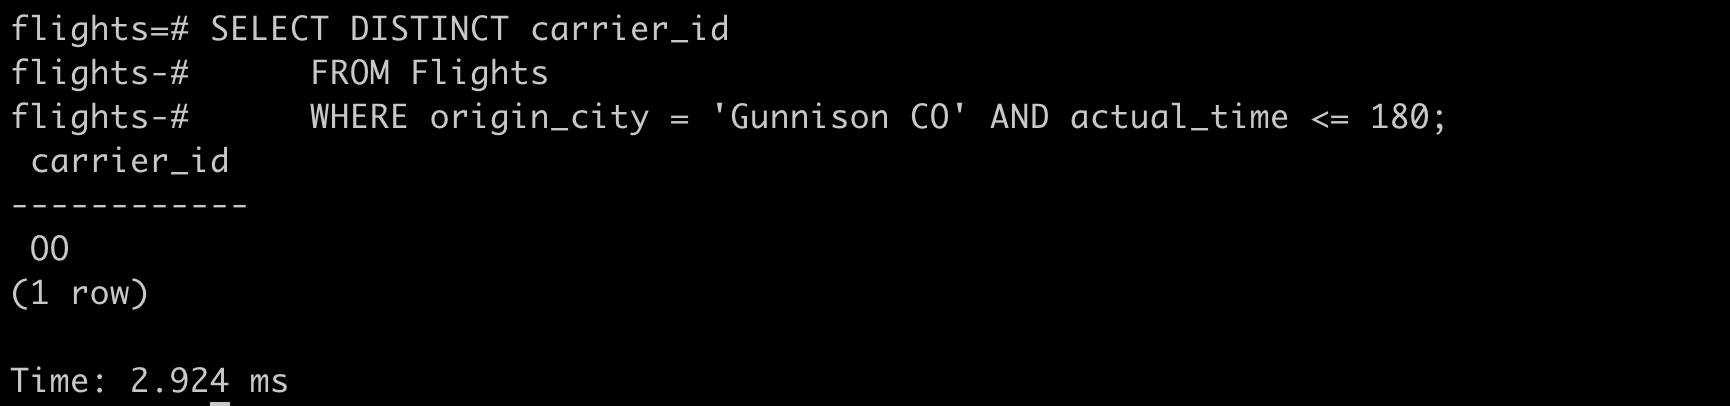 flights=# SELECT DISTINCT carrier_id
flights-#      FROM Flights
flights-#      WHERE origin_city = 'Gunnison CO' AND actual_time <= 180;
 carrier_id
------------
 OO
(1 row)

Time: 2.924 ms